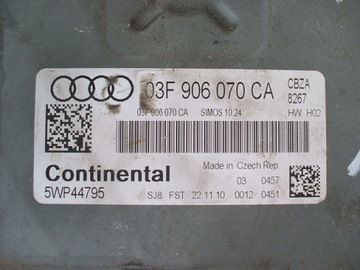 03F 906 070 CA CBZA
8267
03F 906 070 CA SIMOS 10.24 HW H02
Made in Czech Rep
Continental 03 0457
5WP44795 SJ8 FST 22.11.10 0012 0451